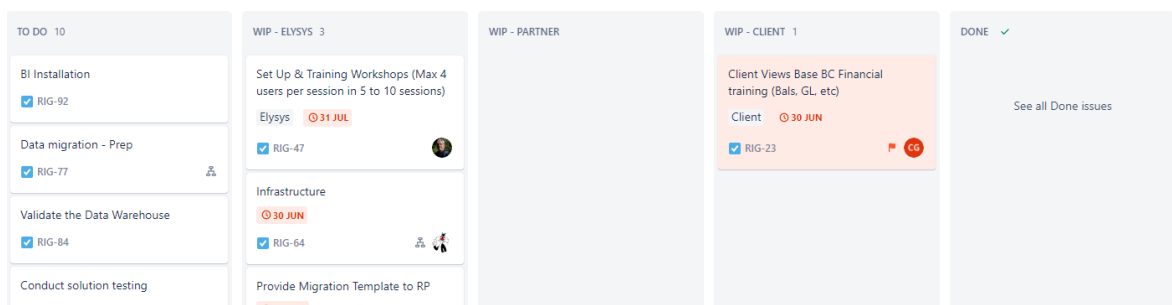 TO DO 10
BI Installation
RIG-92
Data migration - Prep
RIG-77
Validate the Data Warehouse
RIG-84
Conduct solution testing
WIP - ELYSYS 3
Set Up & Training Workshops (Max 4
users per session in 5 to 10 sessions)
Elysys 31 JUL
RIG-47
Infrastructure
30 JUN
RIG-64
Provide Migration Template to RP
WIP - PARTNER
WIP - CLIENT 1
Client Views Base BC Financial
training (Bals, GL, etc)
Client 30 JUN
RIG-23 CG
DONE
See all Done issues